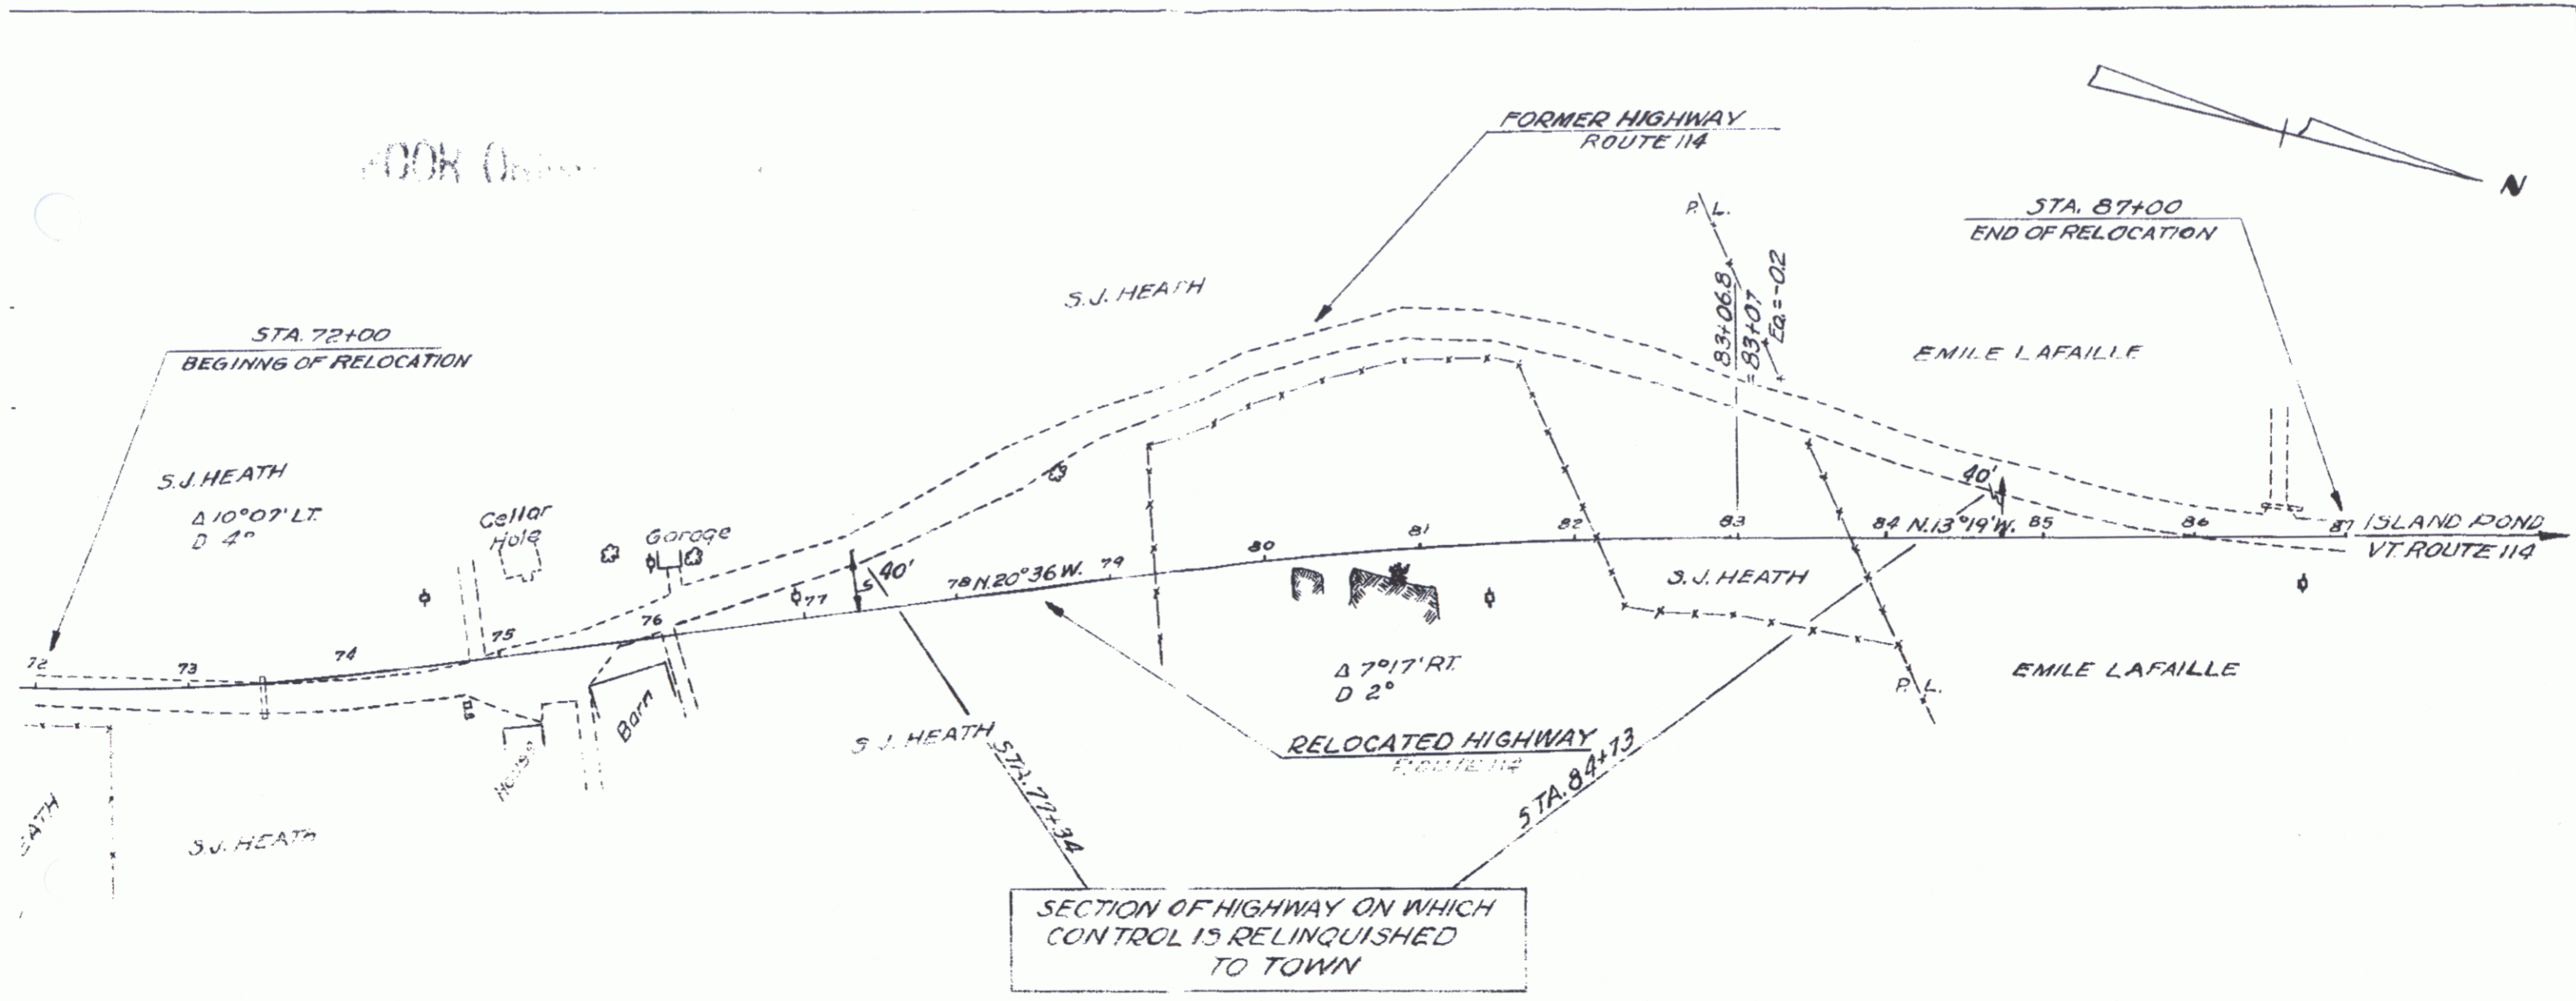 FORMER HIGHWAY
ROUTE 114
N
P. L.
STA. 87+00
END OF RELOCATION
S.J. HEATH
83+06.8
=83+07
Eq.=-0.2
STA. 72+00
BEGINNG OF RELOCATION
EMILE LAFAILLE
S.J. HEATH
Δ 10°07' LT.
D 4°
Cellar
Hole
Garage
40'
40'
72
73
74
75
76
77
78
N.20°36'W.
79
80
81
82
83
84
N.13°19'W.
85
86
87
ISLAND POND
VT. ROUTE 114
S.J. HEATH
Δ 7°17' RT.
D 2°
EMILE LAFAILLE
P. L.
Barn
House
S.J. HEATH
RELOCATED HIGHWAY
ROUTE 114
STA. 77+34
STA. 84+13
S.J. HEATH
SECTION OF HIGHWAY ON WHICH
CONTROL IS RELINQUISHED
TO TOWN